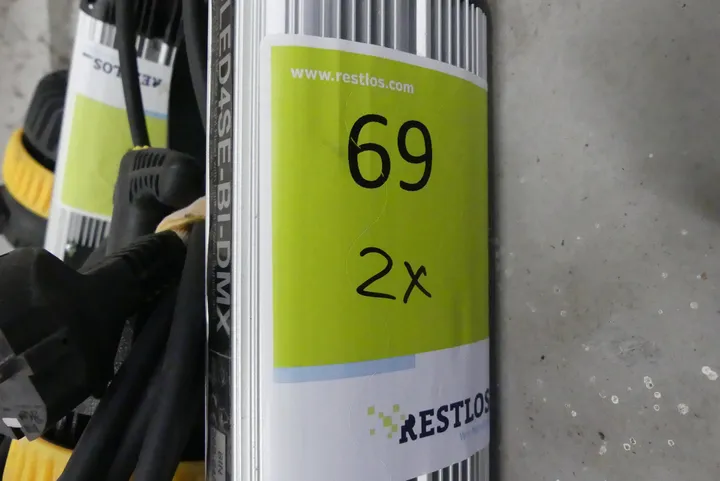 RESTLOS
www.restlos.com
69
2x
RESTLOS
LED4SE-BI-DMX